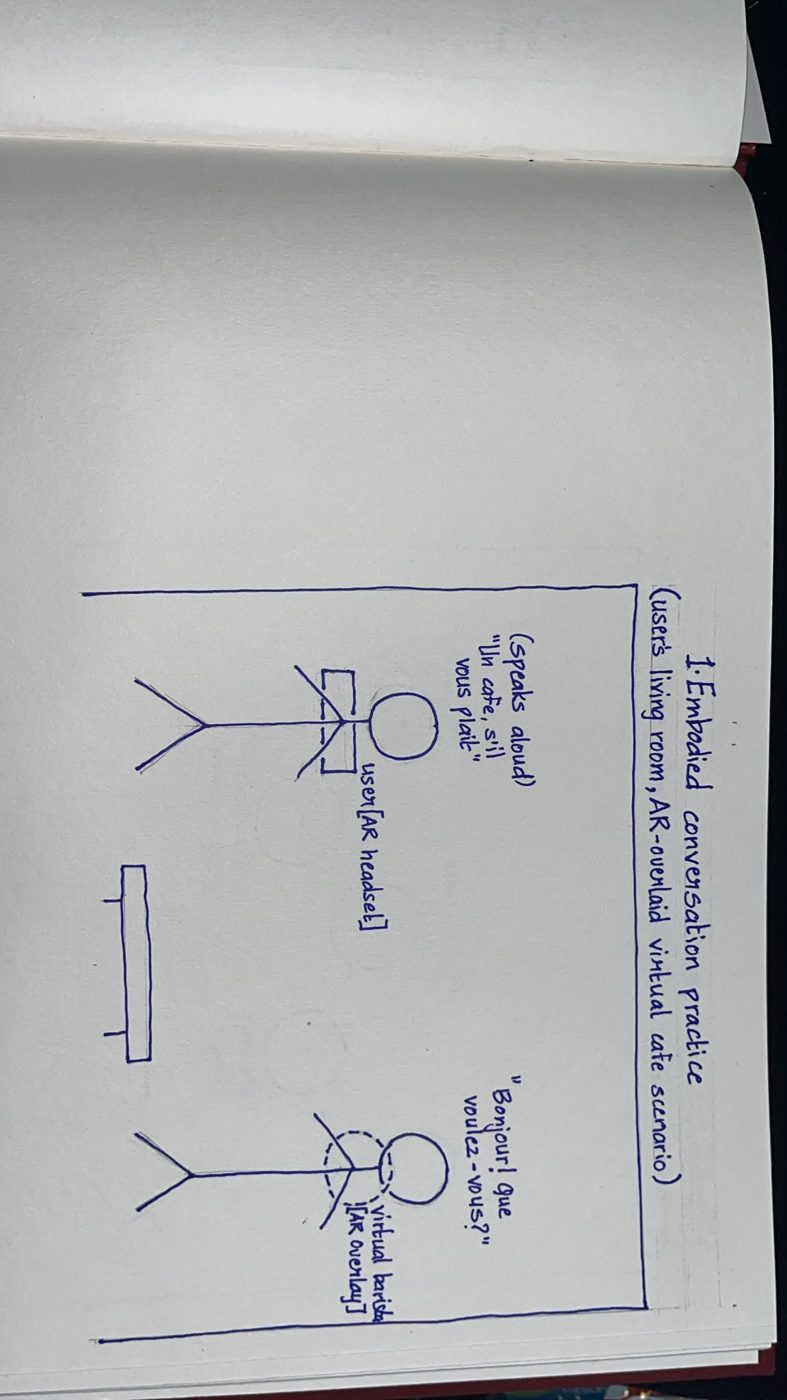 1. Embodied conversation practice
(user's living room, AR-overlaid virtual cafe scenario)
(speaks aloud)
"Un cafe, s'il
vous plait"
user[AR headset]
"Bonjour! Que
voulez-vous?"
virtual barista
[AR overlay]